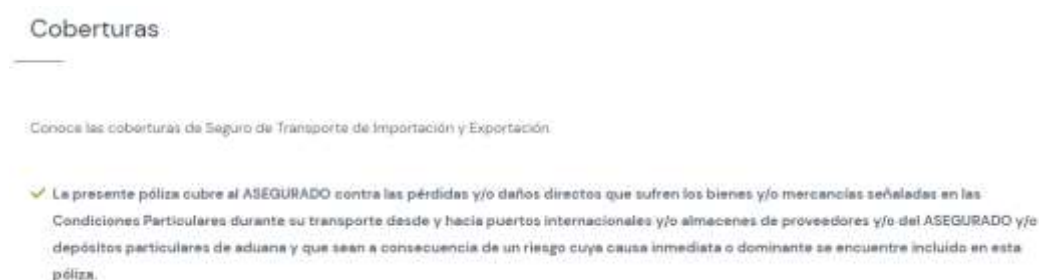 Coberturas
Conoce las coberturas de Seguro de Transporte de Importación y Exportación
La presente póliza cubre al ASEGURADO contra las pérdidas y/o daños directos que sufren los bienes y/o mercancías señaladas en las
Condiciones Particulares durante su transporte desde y hacia puertos internacionales y/o almacenes de proveedores y/o del ASEGURADO y/o
depósitos particulares de aduana y que sean a consecuencia de un riesgo cuya causa inmediata o dominante se encuentre incluido en esta
póliza.